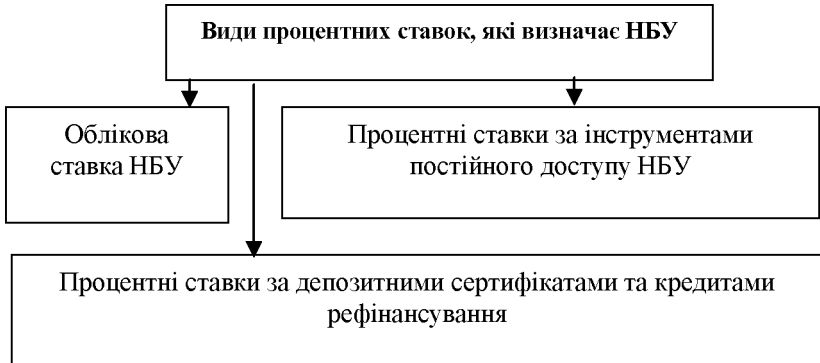 Види процентних ставок, які визначає НБУ
Облікова
ставка НБУ
Процентні ставки за інструментами
постійного доступу НБУ
Процентні ставки за депозитними сертифікатами та кредитами
рефінансування